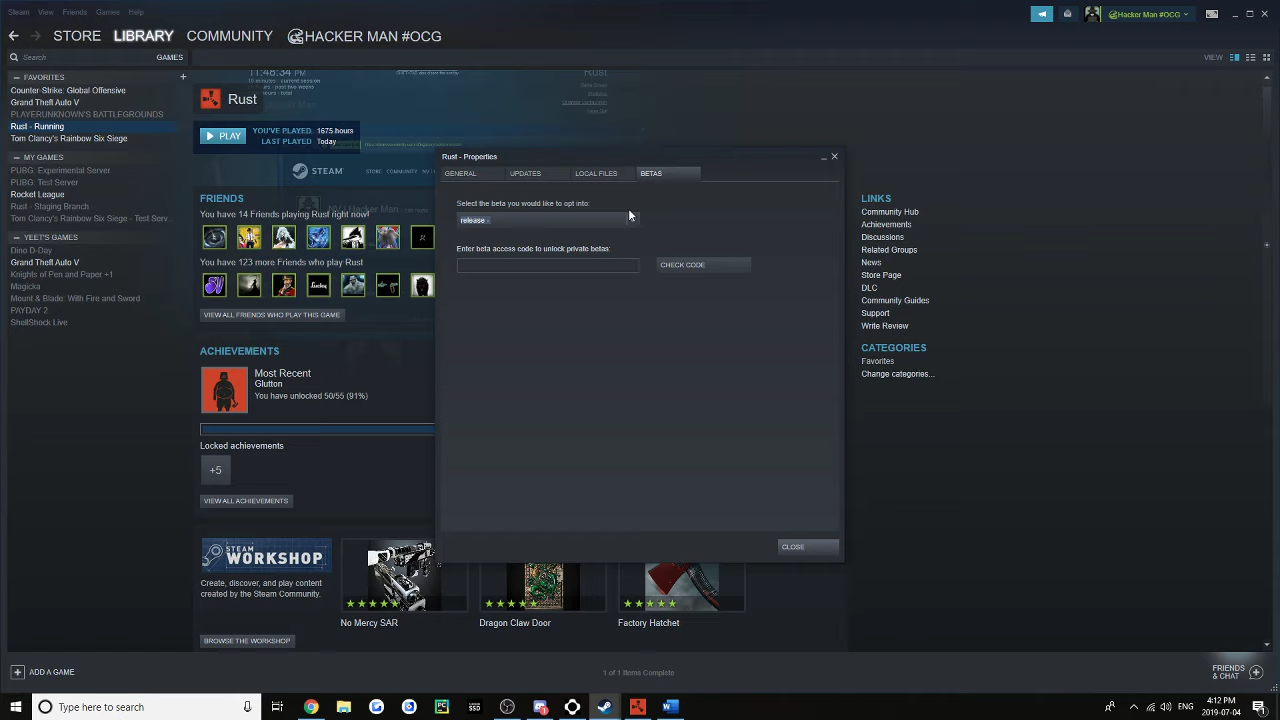 Steam View Friends Games Help
Hacker Man #OCG
STORE LIBRARY COMMUNITY HACKER MAN #OCG
Search GAMES
VIEW
FAVORITES
Counter-Strike: Global Offensive
Grand Theft Auto V
PLAYERUNKNOWN'S BATTLEGROUNDS
Rust - Running
Tom Clancy's Rainbow Six Siege
MY GAMES
PUBG: Experimental Server
PUBG: Test Server
Rocket League
Rust - Staging Branch
Tom Clancy's Rainbow Six Siege - Test Serv...
YEET'S GAMES
Dino D-Day
Grand Theft Auto V
Knights of Pen and Paper +1
Magicka
Mount & Blade: With Fire and Sword
PAYDAY 2
ShellShock Live
11:48:34 PM
RUST
Rust
PLAY
YOU'VE PLAYED 1675 hours
LAST PLAYED Today
STEAM
STORE COMMUNITY
FRIENDS
You have 14 Friends playing Rust right now!
You have 123 more Friends who play Rust
VIEW ALL FRIENDS WHO PLAY THIS GAME
ACHIEVEMENTS
Most Recent
Glutton
You have unlocked 50/55 (91%)
Locked achievements
+5
VIEW ALL ACHIEVEMENTS
Rust - Properties
GENERAL UPDATES LOCAL FILES BETAS
Select the beta you would like to opt into:
release -
Enter beta access code to unlock private betas:
CHECK CODE
CLOSE
STEAM
WORKSHOP
Create, discover, and play content
created by the Steam Community.
BROWSE THE WORKSHOP
No Mercy SAR
Dragon Claw Door
Factory Hatchet
LINKS
Community Hub
Achievements
Discussions
Related Groups
News
Store Page
DLC
Community Guides
Support
Write Review
CATEGORIES
Favorites
Change categories...
ADD A GAME
1 of 1 Items Complete
FRIENDS
& CHAT
Type here to search
4:12 PM
2019-07-04